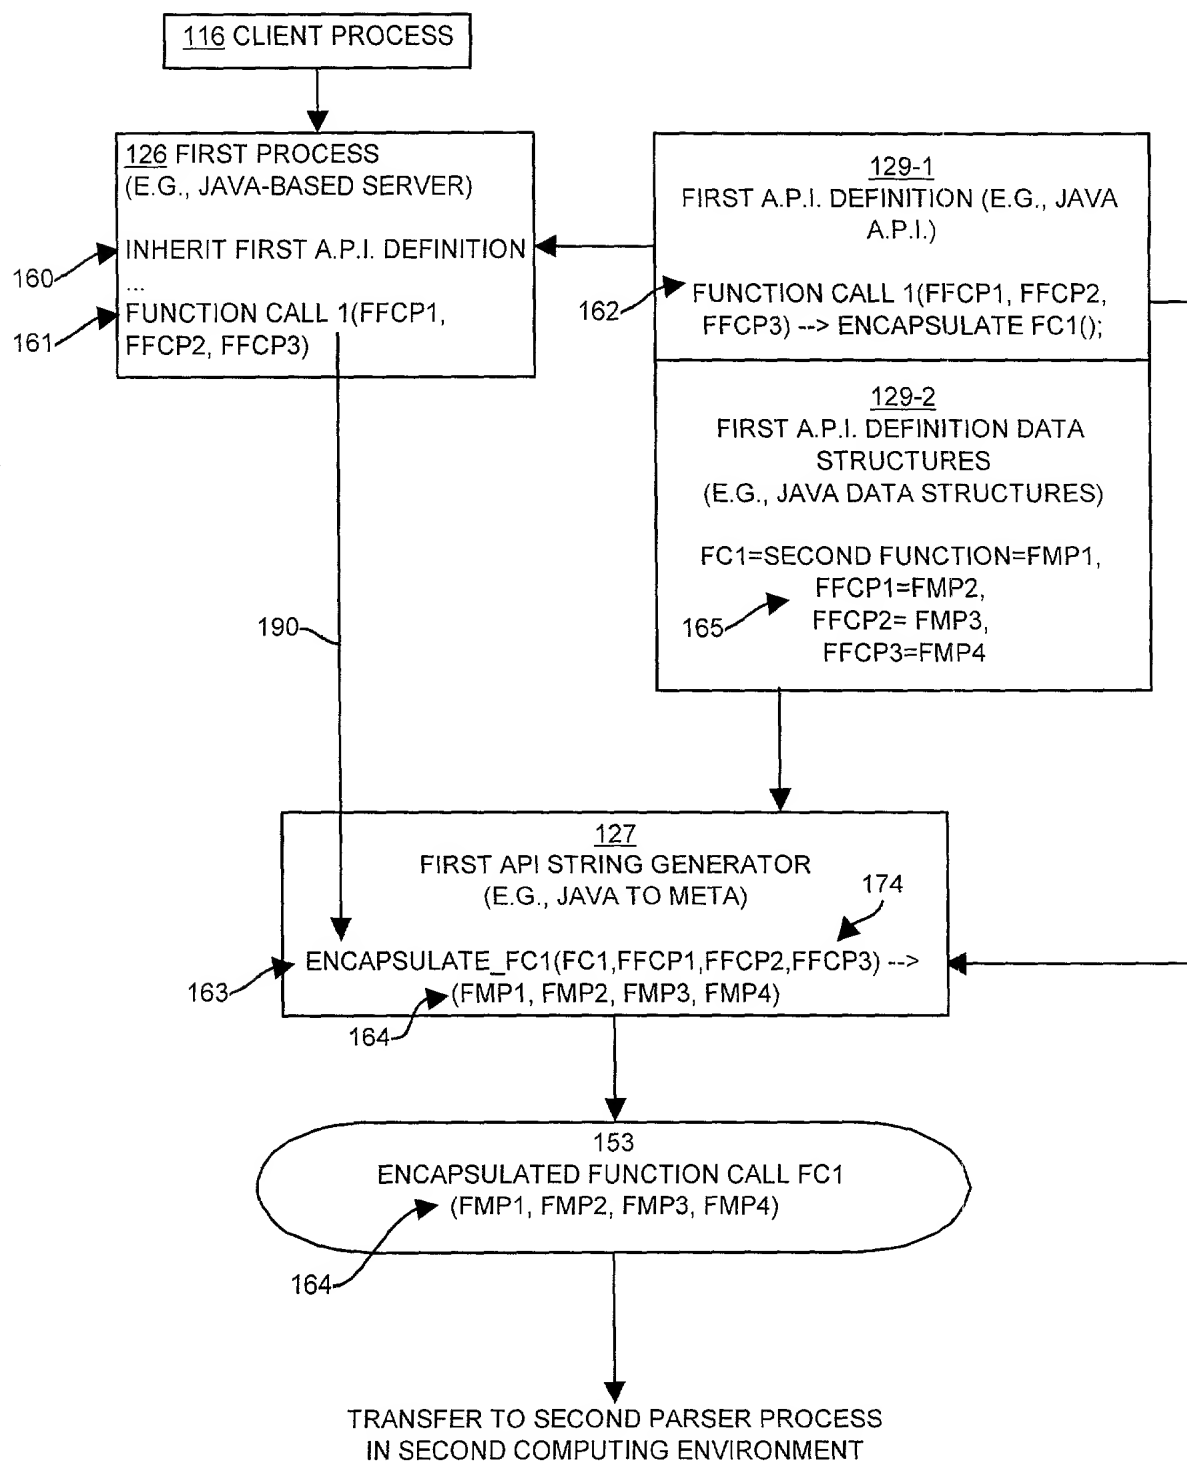 116 CLIENT PROCESS
126 FIRST PROCESS
(E.G., JAVA-BASED SERVER)
INHERIT FIRST A.P.I. DEFINITION
160
...
FUNCTION CALL 1(FFCP1,
161
FFCP2, FFCP3)
129-1
FIRST A.P.I. DEFINITION (E.G., JAVA
A.P.I.)
FUNCTION CALL 1(FFCP1, FFCP2,
162
FFCP3) --> ENCAPSULATE FC1();
129-2
FIRST A.P.I. DEFINITION DATA
STRUCTURES
(E.G., JAVA DATA STRUCTURES)
FC1=SECOND FUNCTION=FMP1,
FFCP1=FMP2,
165
FFCP2= FMP3,
FFCP3=FMP4
190
127
FIRST API STRING GENERATOR
(E.G., JAVA TO META)
174
ENCAPSULATE_FC1(FC1,FFCP1,FFCP2,FFCP3) -->
163
(FMP1, FMP2, FMP3, FMP4)
164
153
ENCAPSULATED FUNCTION CALL FC1
(FMP1, FMP2, FMP3, FMP4)
164
TRANSFER TO SECOND PARSER PROCESS
IN SECOND COMPUTING ENVIRONMENT